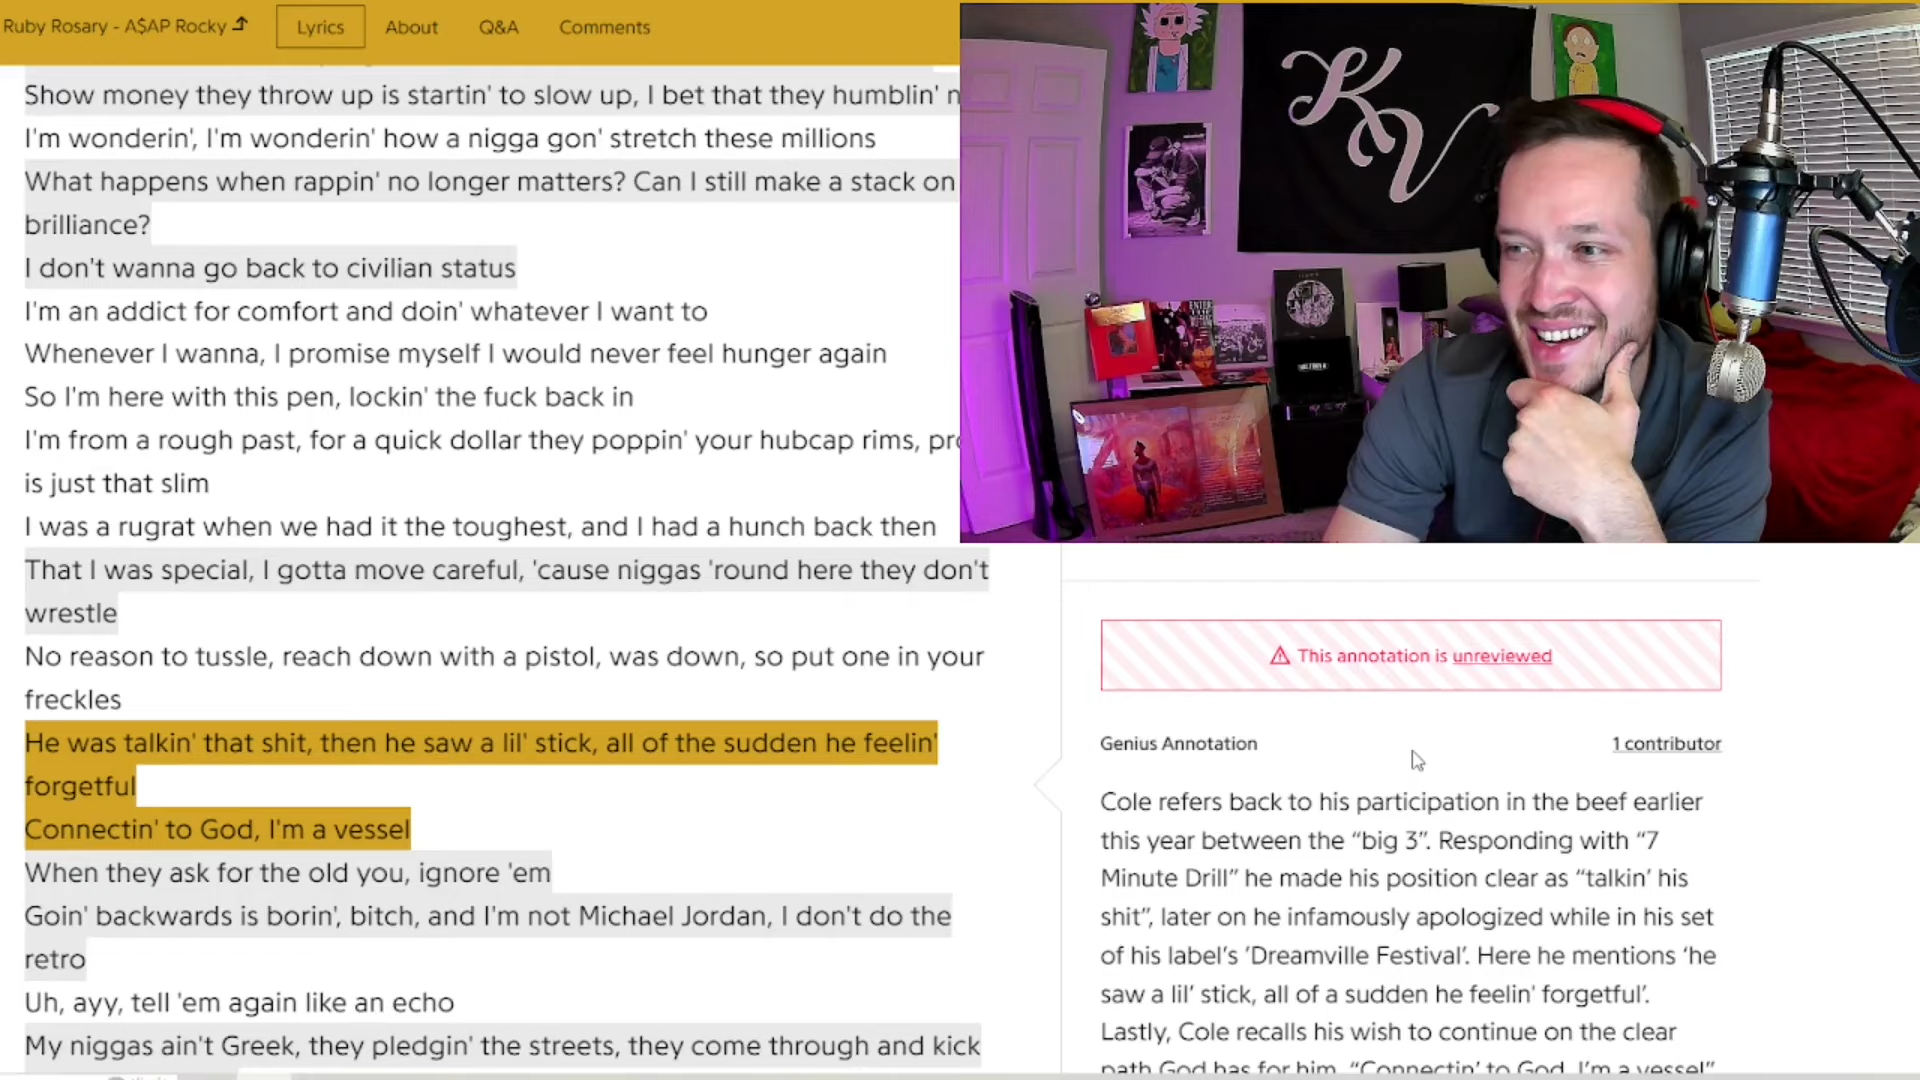 Ruby Rosary - A$AP Rocky
Lyrics
About
Q&A
Comments
Show money they throw up is startin' to slow up, I bet that they humblin'
I'm wonderin', I'm wonderin' how a nigga gon' stretch these millions
What happens when rappin' no longer matters? Can I still make a stack on
brilliance?
I don't wanna go back to civilian status
I'm an addict for comfort and doin' whatever I want to
Whenever I wanna, I promise myself I would never feel hunger again
So I'm here with this pen, lockin' the fuck back in
I'm from a rough past, for a quick dollar they poppin' your hubcap rims,
is just that slim
I was a rugrat when we had it the toughest, and I had a hunch back then
That I was special, I gotta move careful, 'cause niggas 'round here they don't
wrestle
No reason to tussle, reach down with a pistol, was down, so put one in your
freckles
He was talkin' that shit, then he saw a lil' stick, all of the sudden he feelin'
forgetful
Connectin' to God, I'm a vessel
When they ask for the old you, ignore 'em
Goin' backwards is borin', bitch, and I'm not Michael Jordan, I don't do the
retro
Uh, ayy, tell 'em again like an echo
My niggas ain't Greek, they pledgin' the streets, they come through and kick
KV
This annotation is unreviewed
Genius Annotation
1 contributor
Cole refers back to his participation in the beef earlier
this year between the “big 3”. Responding with “7
Minute Drill” he made his position clear as “talkin’ his
shit”, later on he infamously apologized while in his set
of his label’s ‘Dreamville Festival’. Here he mentions ‘he
saw a lil’ stick, all of a sudden he feelin' forgetful’.
Lastly, Cole recalls his wish to continue on the clear
path God has for him. “Connectin’ to God, I’m a vessel”